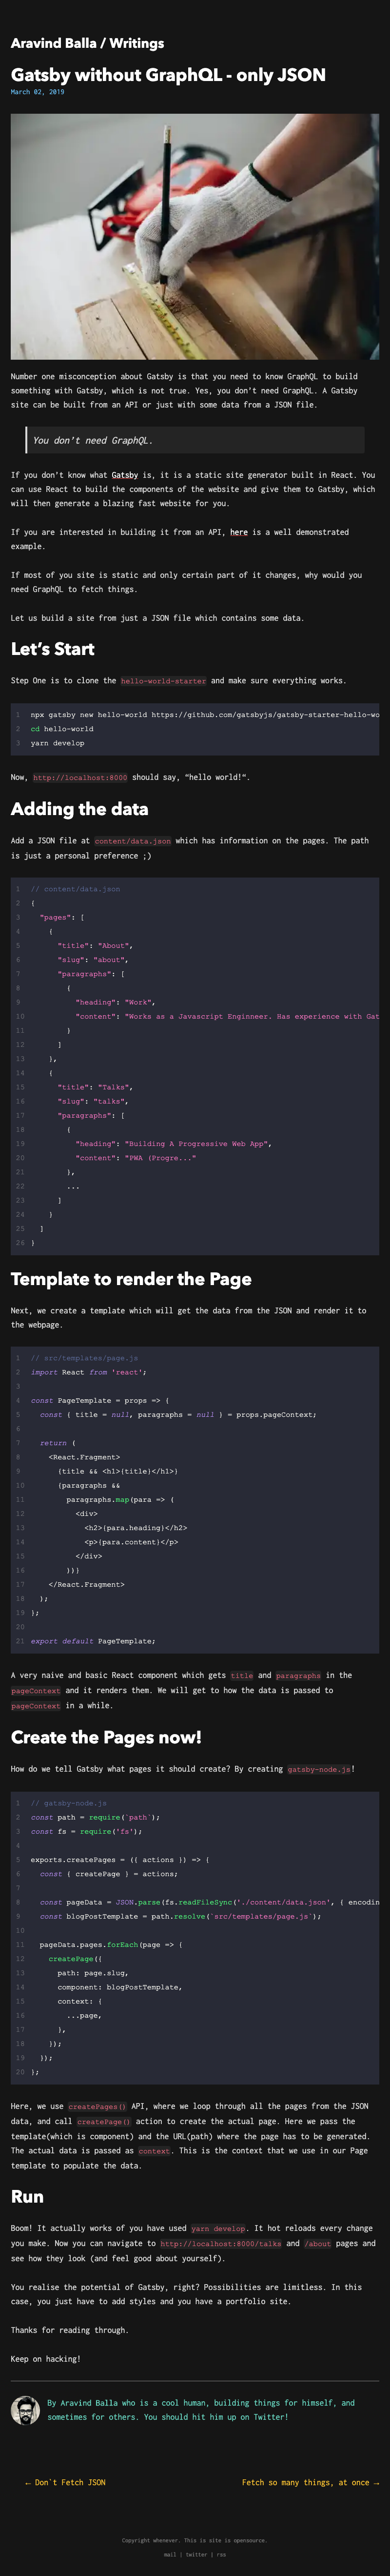 Aravind Balla / Writings
Gatsby without GraphQL - only JSON
March 02, 2019
Number one misconception about Gatsby is that you need to know GraphQL to build
something with Gatsby, which is not true. Yes, you don't need GraphQL. A Gatsby
site can be built from an API or just with some data from a JSON file.
You don't need GraphQL.
If you don't know what Gatsby is, it is a static site generator built in React. You
can use React to build the components of the website and give them to Gatsby, which
will then generate a blazing fast website for you.
If you are interested in building it from an API, here is a well demonstrated
example.
If most of you site is static and only certain part of it changes, why would you
need GraphQL to fetch things.
Let us build a site from just a JSON file which contains some data.
Let's Start
Step One is to clone the hello-world-starter and make sure everything works.
1 npx gatsby new hello-world https://github.com/gatsbyjs/gatsby-starter-hello-wo
2 cd hello-world
3 yarn develop
Now, http://localhost:8000 should say, “hello world!“.
Adding the data
Add a JSON file at content/data.json which has information on the pages. The path
is just a personal preference ;)
1 // content/data.json
2 {
3 "pages": [
4 {
5 "title": "About",
6 "slug": "about",
7 "paragraphs": [
8 {
9 "heading": "Work",
10 "content": "Works as a Javascript Enginneer. Has experience with Gat
11 }
12 ]
13 },
14 {
15 "title": "Talks",
16 "slug": "talks",
17 "paragraphs": [
18 {
19 "heading": "Building A Progressive Web App",
20 "content": "PWA (Progre..."
21 },
22 ...
23 ]
24 }
25 ]
26 }
Template to render the Page
Next, we create a template which will get the data from the JSON and render it to
the webpage.
1 // src/templates/page.js
2 import React from 'react';
3
4 const PageTemplate = props => {
5 const { title = null, paragraphs = null } = props.pageContext;
6
7 return (
8 <React.Fragment>
9 {title && <h1>{title}</h1>}
10 {paragraphs &&
11 paragraphs.map(para => (
12 <div>
13 <h2>{para.heading}</h2>
14 <p>{para.content}</p>
15 </div>
16 ))}
17 </React.Fragment>
18 );
19 };
20
21 export default PageTemplate;
A very naive and basic React component which gets title and paragraphs in the
pageContext and it renders them. We will get to how the data is passed to
pageContext in a while.
Create the Pages now!
How do we tell Gatsby what pages it should create? By creating gatsby-node.js!
1 // gatsby-node.js
2 const path = require(`path`);
3 const fs = require('fs');
4
5 exports.createPages = ({ actions }) => {
6 const { createPage } = actions;
7
8 const pageData = JSON.parse(fs.readFileSync('./content/data.json', { encodin
9 const blogPostTemplate = path.resolve(`src/templates/page.js`);
10
11 pageData.pages.forEach(page => {
12 createPage({
13 path: page.slug,
14 component: blogPostTemplate,
15 context: {
16 ...page,
17 },
18 });
19 });
20 };
Here, we use createPages() API, where we loop through all the pages from the JSON
data, and call createPage() action to create the actual page. Here we pass the
template(which is component) and the URL(path) where the page has to be generated.
The actual data is passed as context. This is the context that we use in our Page
template to populate the data.
Run
Boom! It actually works of you have used yarn develop. It hot reloads every change
you make. Now you can navigate to http://localhost:8000/talks and /about pages and
see how they look (and feel good about yourself).
You realise the potential of Gatsby, right? Possibilities are limitless. In this
case, you just have to add styles and you have a portfolio site.
Thanks for reading through.
Keep on hacking!
By Aravind Balla who is a cool human, building things for himself, and
sometimes for others. You should hit him up on Twitter!
← Don`t Fetch JSON
Fetch so many things, at once →
Copyright whenever. This is site is opensource.
mail | twitter | rss